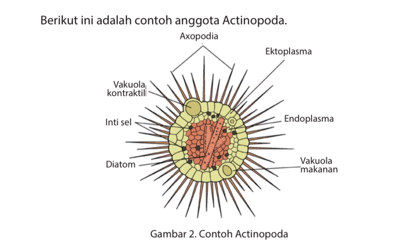 Berikut ini adalah contoh anggota Actinopoda.
Axopodia
Ektoplasma
Vakuola
kontraktil
Inti sel
Endoplasma
Diatom
Vakuola
makanan
Gambar 2. Contoh Actinopoda